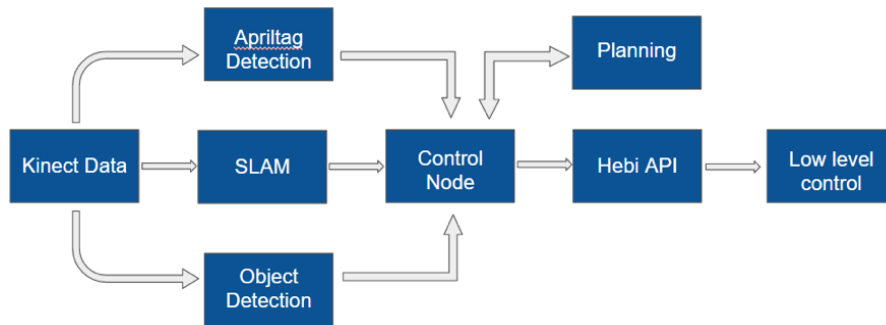 Apriltag
Detection
Planning
Kinect Data
SLAM
Control
Node
Hebi API
Low level
control
Object
Detection